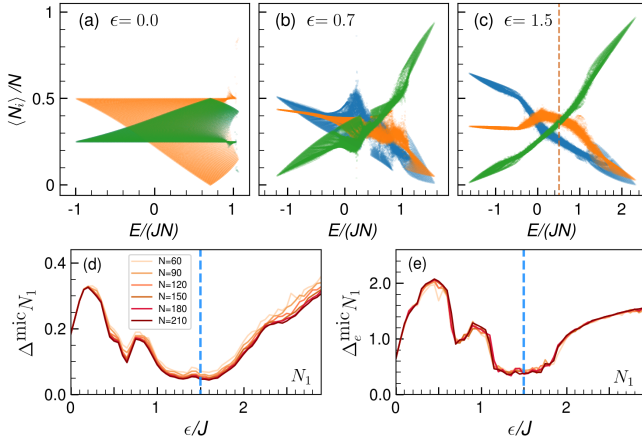 (a) ϵ= 0.0
(b) ϵ= 0.7
(c) ϵ= 1.5
⟨N_i⟩/N
1.0
0.5
0.0
-1 0 1
-1 0 1
-1 0 1 2
E/(JN)
E/(JN)
E/(JN)
(d)
N=60
N=90
N=120
N=150
N=180
N=210
Δ^mic N_1
0.4
0.2
0.0
N_1
0 1 2
ϵ/J
(e)
Δ_e^mic N_1
2.0
1.0
0.0
N_1
0 1 2
ϵ/J